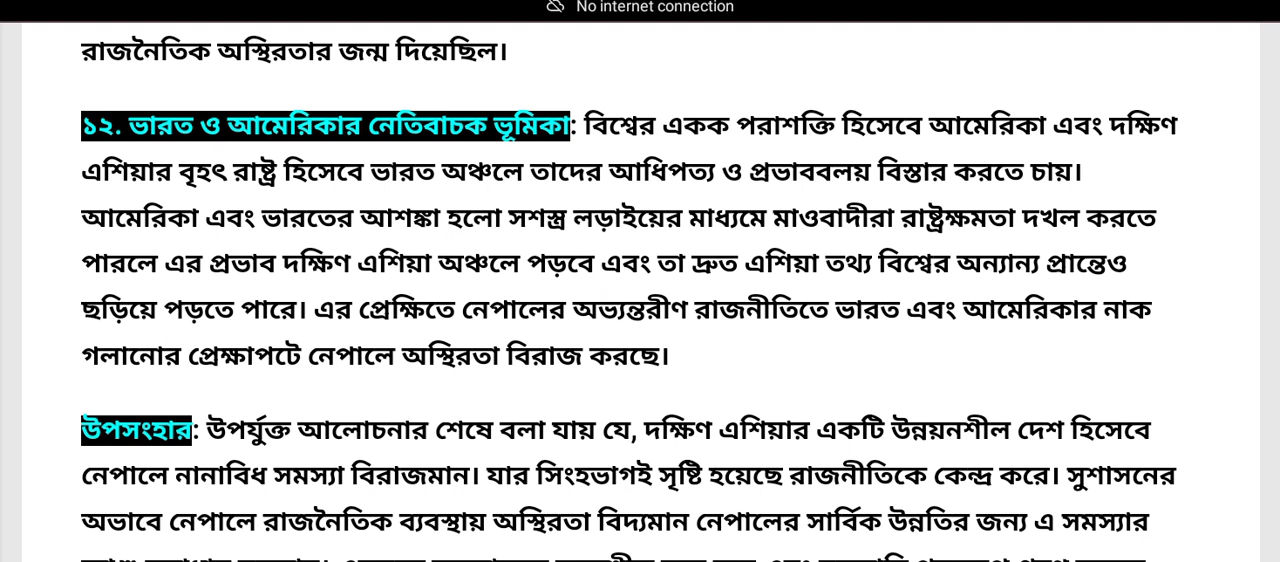 No internet connection
রাজনৈতিক অস্থিরতার জন্ম দিয়েছিল।
১২. ভারত ও আমেরিকার নেতিবাচক ভূমিকা: বিশ্বের একক পরাশক্তি হিসেবে আমেরিকা এবং দক্ষিণ
এশিয়ার বৃহৎ রাষ্ট্র হিসেবে ভারত অঞ্চলে তাদের আধিপত্য ও প্রভাববলয় বিস্তার করতে চায়।
আমেরিকা এবং ভারতের আশঙ্কা হলো সশস্ত্র লড়াইয়ের মাধ্যমে মাওবাদীরা রাষ্ট্রক্ষমতা দখল করতে
পারলে এর প্রভাব দক্ষিণ এশিয়া অঞ্চলে পড়বে এবং তা দ্রুত এশিয়া তথ্য বিশ্বের অন্যান্য প্রান্তেও
ছড়িয়ে পড়তে পারে। এর প্রেক্ষিতে নেপালের অভ্যন্তরীণ রাজনীতিতে ভারত এবং আমেরিকার নাক
গলানোর প্রেক্ষাপটে নেপালে অস্থিরতা বিরাজ করছে।
উপসংহার: উপর্যুক্ত আলোচনার শেষে বলা যায় যে, দক্ষিণ এশিয়ার একটি উন্নয়নশীল দেশ হিসেবে
নেপালে নানাবিধ সমস্যা বিরাজমান। যার সিংহভাগই সৃষ্টি হয়েছে রাজনীতিকে কেন্দ্র করে। সুশাসনের
অভাবে নেপালে রাজনৈতিক ব্যবস্থায় অস্থিরতা বিদ্যমান নেপালের সার্বিক উন্নতির জন্য এ সমস্যার